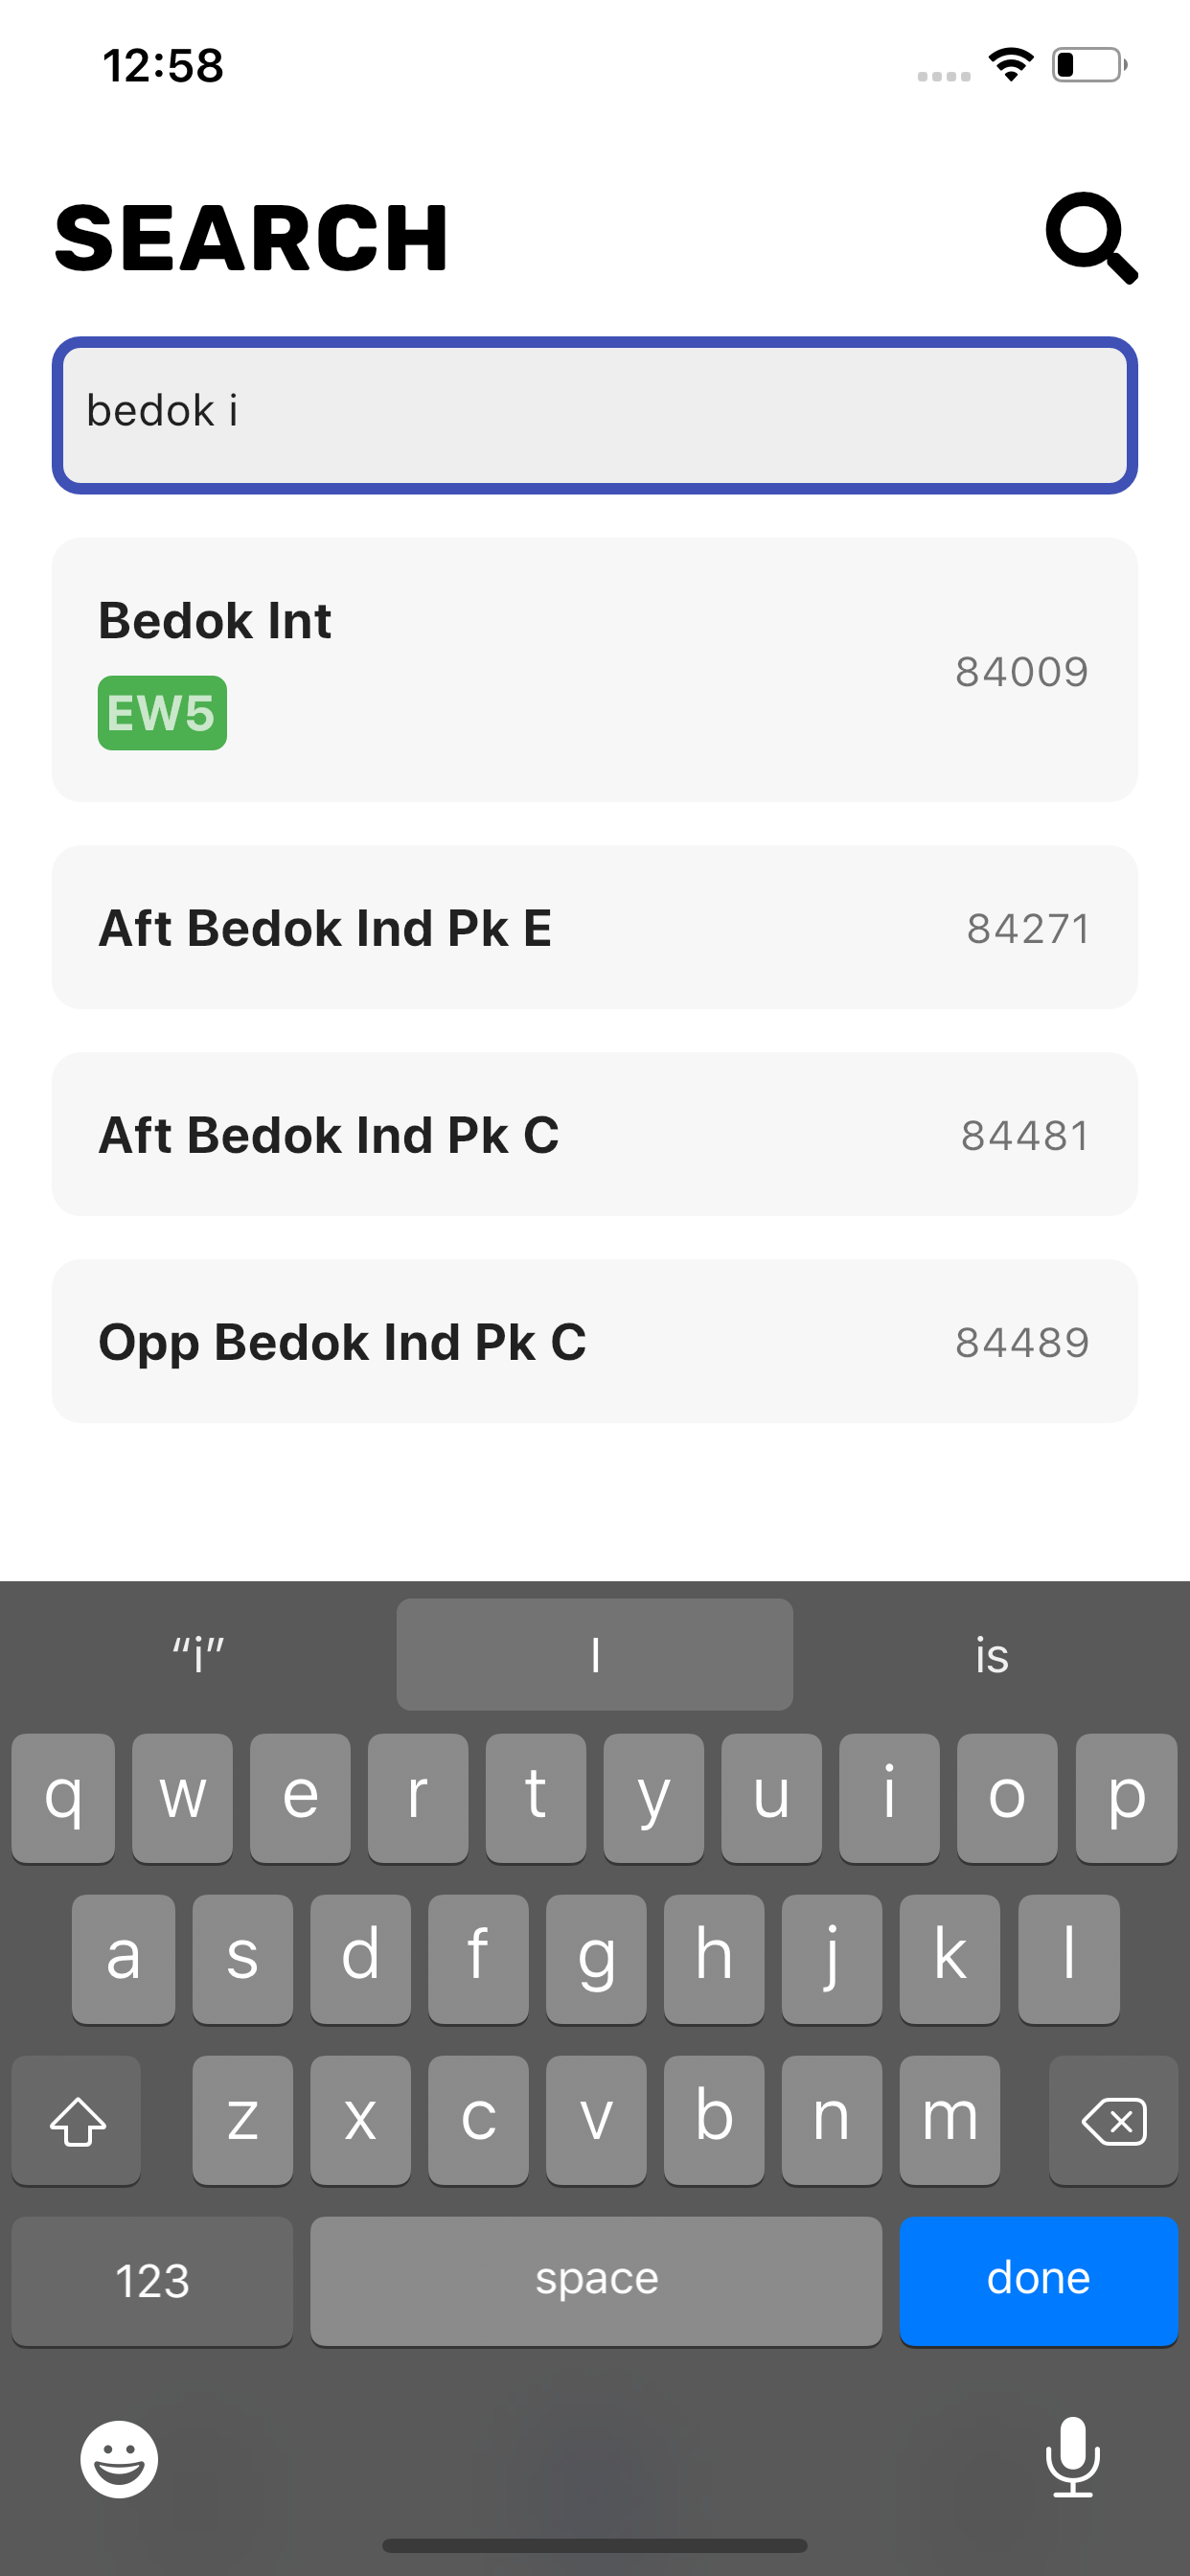 12:58
SEARCH
bedok i
Bedok Int
EW5
84009
Aft Bedok Ind Pk E
84271
Aft Bedok Ind Pk C
84481
Opp Bedok Ind Pk C
84489
“i” I is
q w e r t y u i o p
a s d f g h j k l
z x c v b n m
123 space done